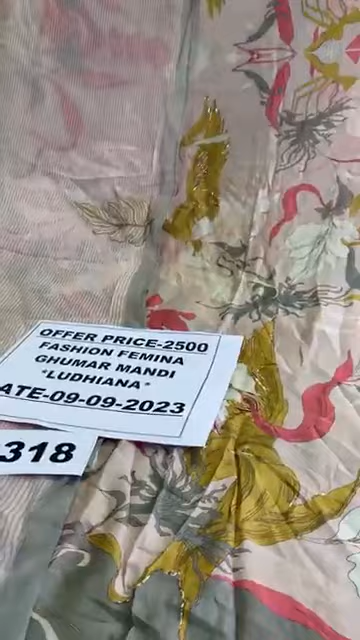 OFFER PRICE-2500
FASHION FEMINA
GHUMAR MANDI
*LUDHIANA*
ATE-09-09-2023
318